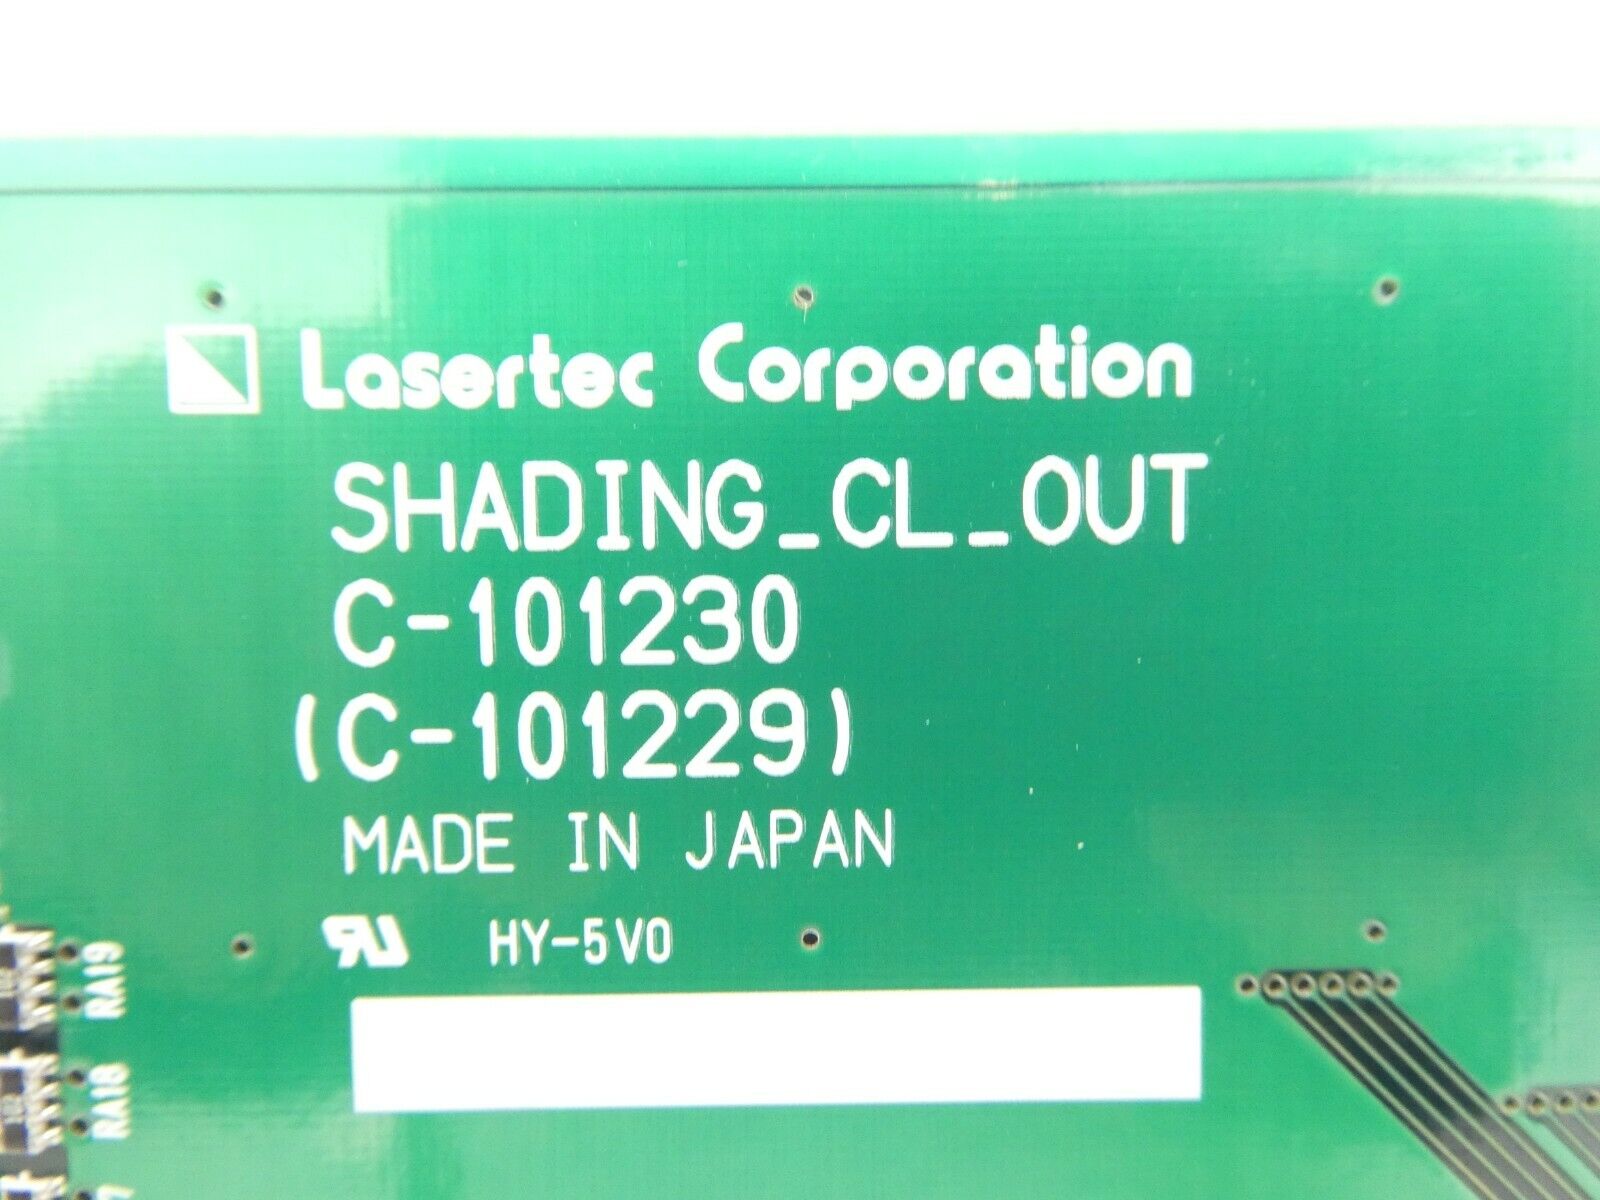 Lasertec Corporation
SHADING_CL_OUT
C-101230
(C-101229)
MADE IN JAPAN
HY-5V0
RA19
RA18